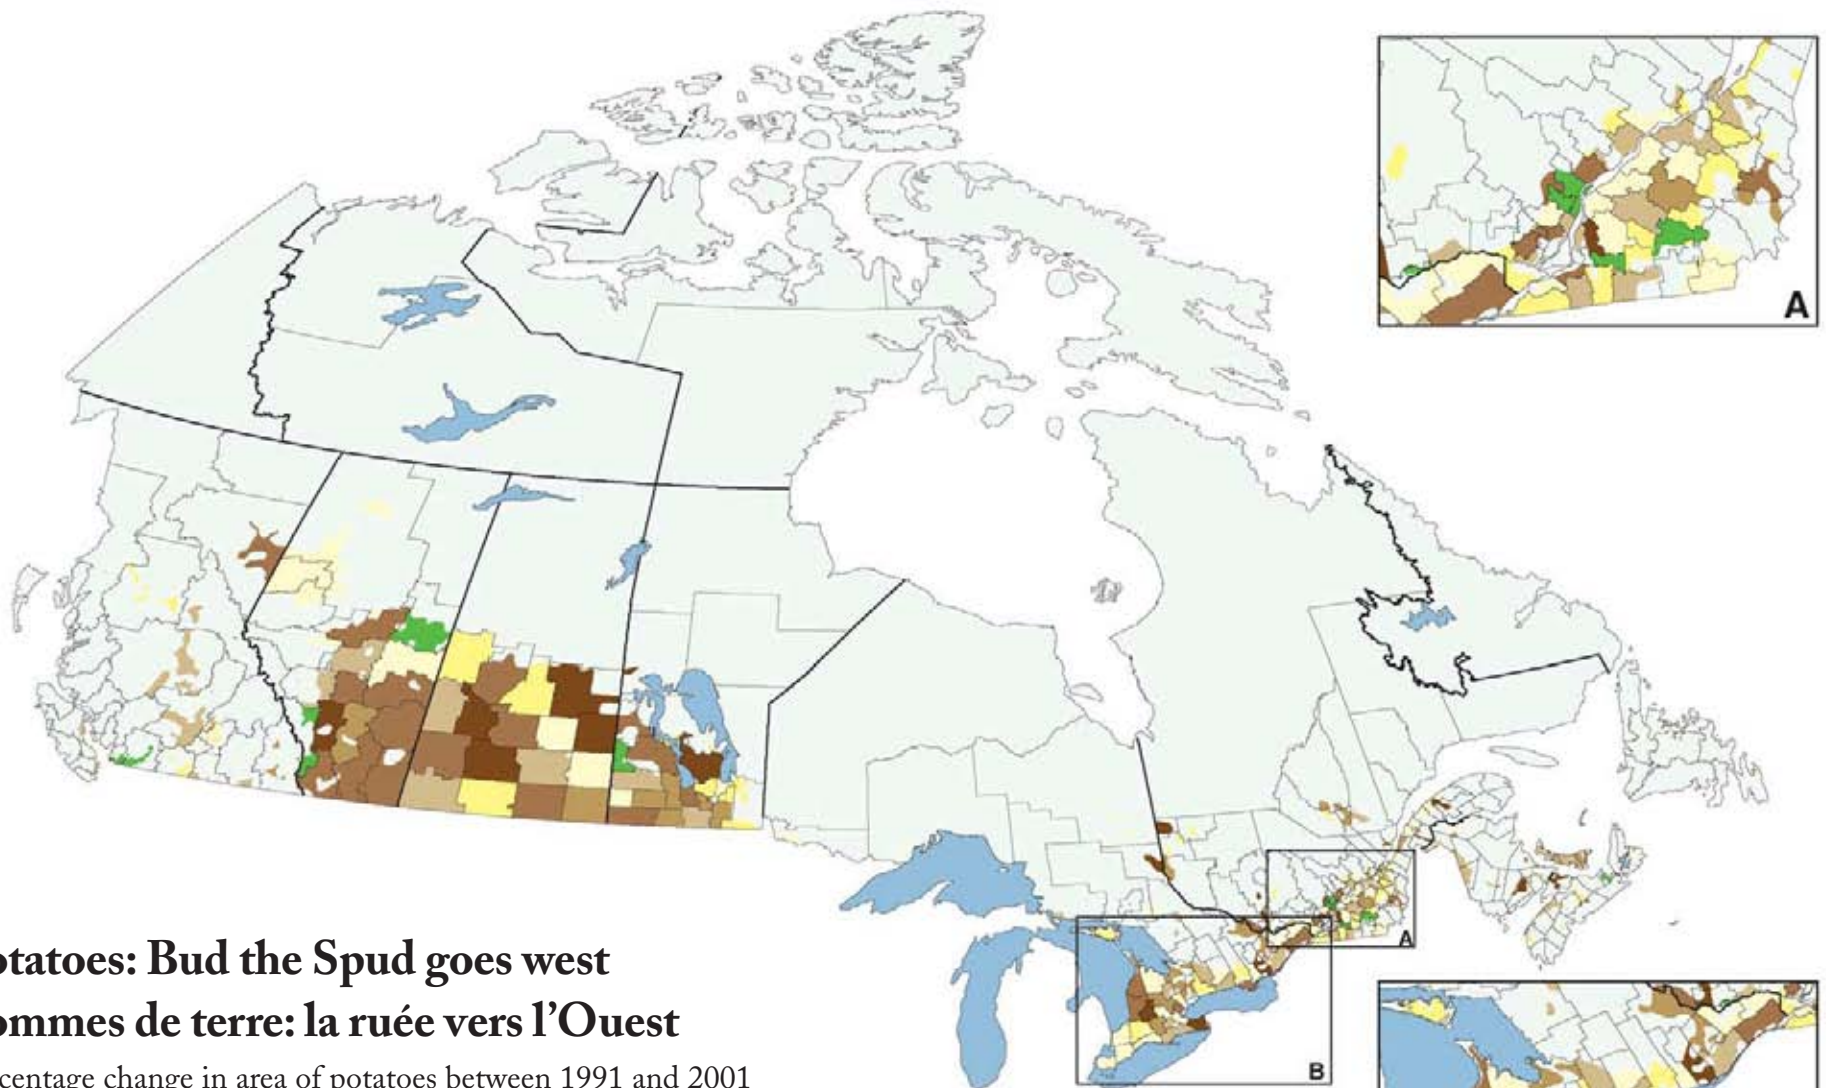 A
A
B
otatoes: Bud the Spud goes west
ommes de terre: la ruée vers l’Ouest
centage change in area of potatoes between 1991 and 2001